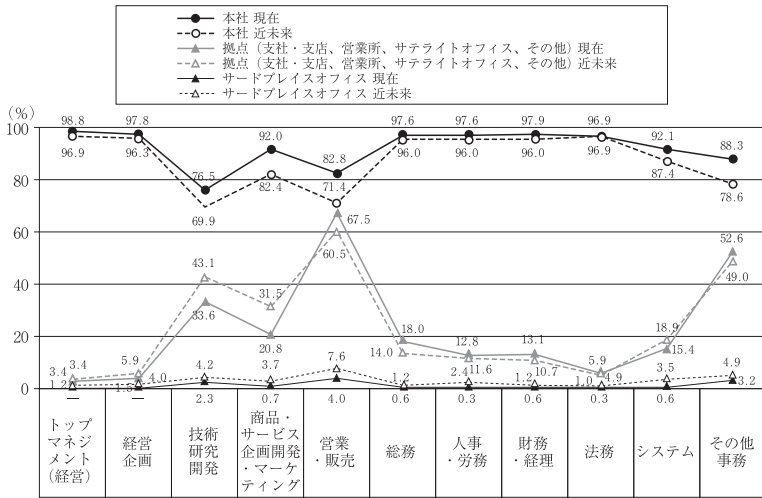 本社 現在
本社 近未来
拠点（支社・支店、営業所、サテライトオフィス、その他）現在
拠点（支社・支店、営業所、サテライトオフィス、その他）近未来
サードプレイスオフィス 現在
サードプレイスオフィス 近未来
（%）
100
80
60
40
20
0
98.8 97.8 76.5 92.0 82.8 97.6 97.6 97.9 96.9 92.1 88.3
96.9 96.3 69.9 82.4 71.4 96.0 96.0 96.0 96.9 87.4 78.6
43.1 31.5 67.5 18.0 12.8 13.1 5.9 18.9 52.6
33.6 20.8 60.5 14.0 11.6 10.7 4.9 15.4 49.0
3.4 3.4 5.9 4.0 4.2 3.7 7.6 1.2 2.4 1.2 1.0 3.5 4.9
1.2 3.2
― ― 2.3 0.7 4.0 0.6 0.3 0.6 0.3 0.6
トップ
マネジ
メント
（経営）
経営
企画
技術
研究
開発
商品・
サービス
企画開発
・マーケ
ティング
営業
・販売
総務
人事
・労務
財務
・経理
法務
システム
その他
事務